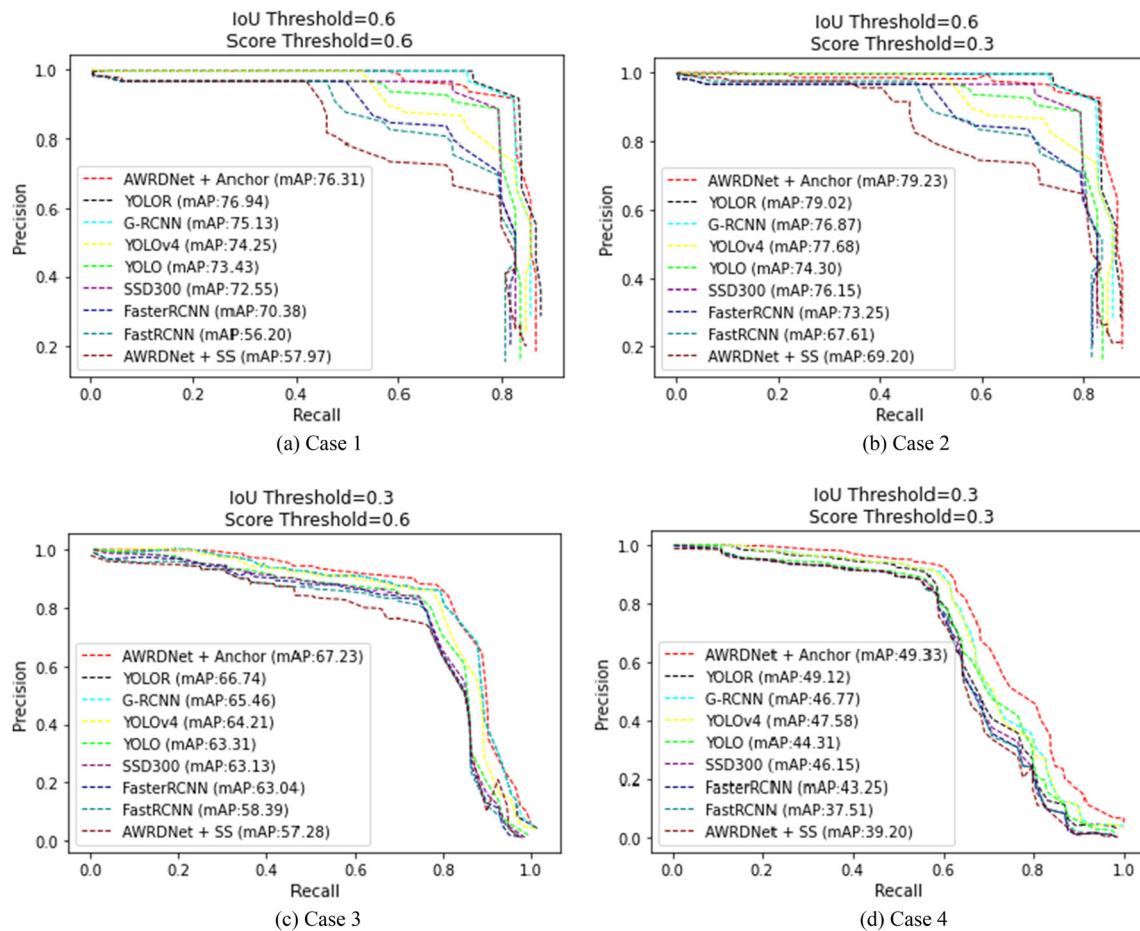 IoU Threshold=0.6
Score Threshold=0.6
1.0
0.8
0.6
0.4
0.2
Precision
AWRDNet + Anchor (mAP:76.31)
YOLOR (mAP:76.94)
G-RCNN (mAP:75.13)
YOLOv4 (mAP:74.25)
YOLO (mAP:73.43)
SSD300 (mAP:72.55)
FasterRCNN (mAP:70.38)
FastRCNN (mAP:56.20)
AWRDNet + SS (mAP:57.97)
0.0 0.2 0.4 0.6 0.8
Recall
(a) Case 1
IoU Threshold=0.6
Score Threshold=0.3
1.0
0.8
0.6
0.4
0.2
Precision
AWRDNet + Anchor (mAP:79.23)
YOLOR (mAP:79.02)
G-RCNN (mAP:76.87)
YOLOv4 (mAP:77.68)
YOLO (mAP:74.30)
SSD300 (mAP:76.15)
FasterRCNN (mAP:73.25)
FastRCNN (mAP:67.61)
AWRDNet + SS (mAP:69.20)
0.0 0.2 0.4 0.6 0.8
Recall
(b) Case 2
IoU Threshold=0.3
Score Threshold=0.6
1.0
0.8
0.6
0.4
0.2
0.0
Precision
AWRDNet + Anchor (mAP:67.23)
YOLOR (mAP:66.74)
G-RCNN (mAP:65.46)
YOLOv4 (mAP:64.21)
YOLO (mAP:63.31)
SSD300 (mAP:63.13)
FasterRCNN (mAP:63.04)
FastRCNN (mAP:58.39)
AWRDNet + SS (mAP:57.28)
0.0 0.2 0.4 0.6 0.8 1.0
Recall
(c) Case 3
IoU Threshold=0.3
Score Threshold=0.3
1.0
0.8
0.6
0.4
0.2
0.0
Precision
AWRDNet + Anchor (mAP:49.33)
YOLOR (mAP:49.12)
G-RCNN (mAP:46.77)
YOLOv4 (mAP:47.58)
YOLO (mAP:44.31)
SSD300 (mAP:46.15)
FasterRCNN (mAP:43.25)
FastRCNN (mAP:37.51)
AWRDNet + SS (mAP:39.20)
0.0 0.2 0.4 0.6 0.8 1.0
Recall
(d) Case 4